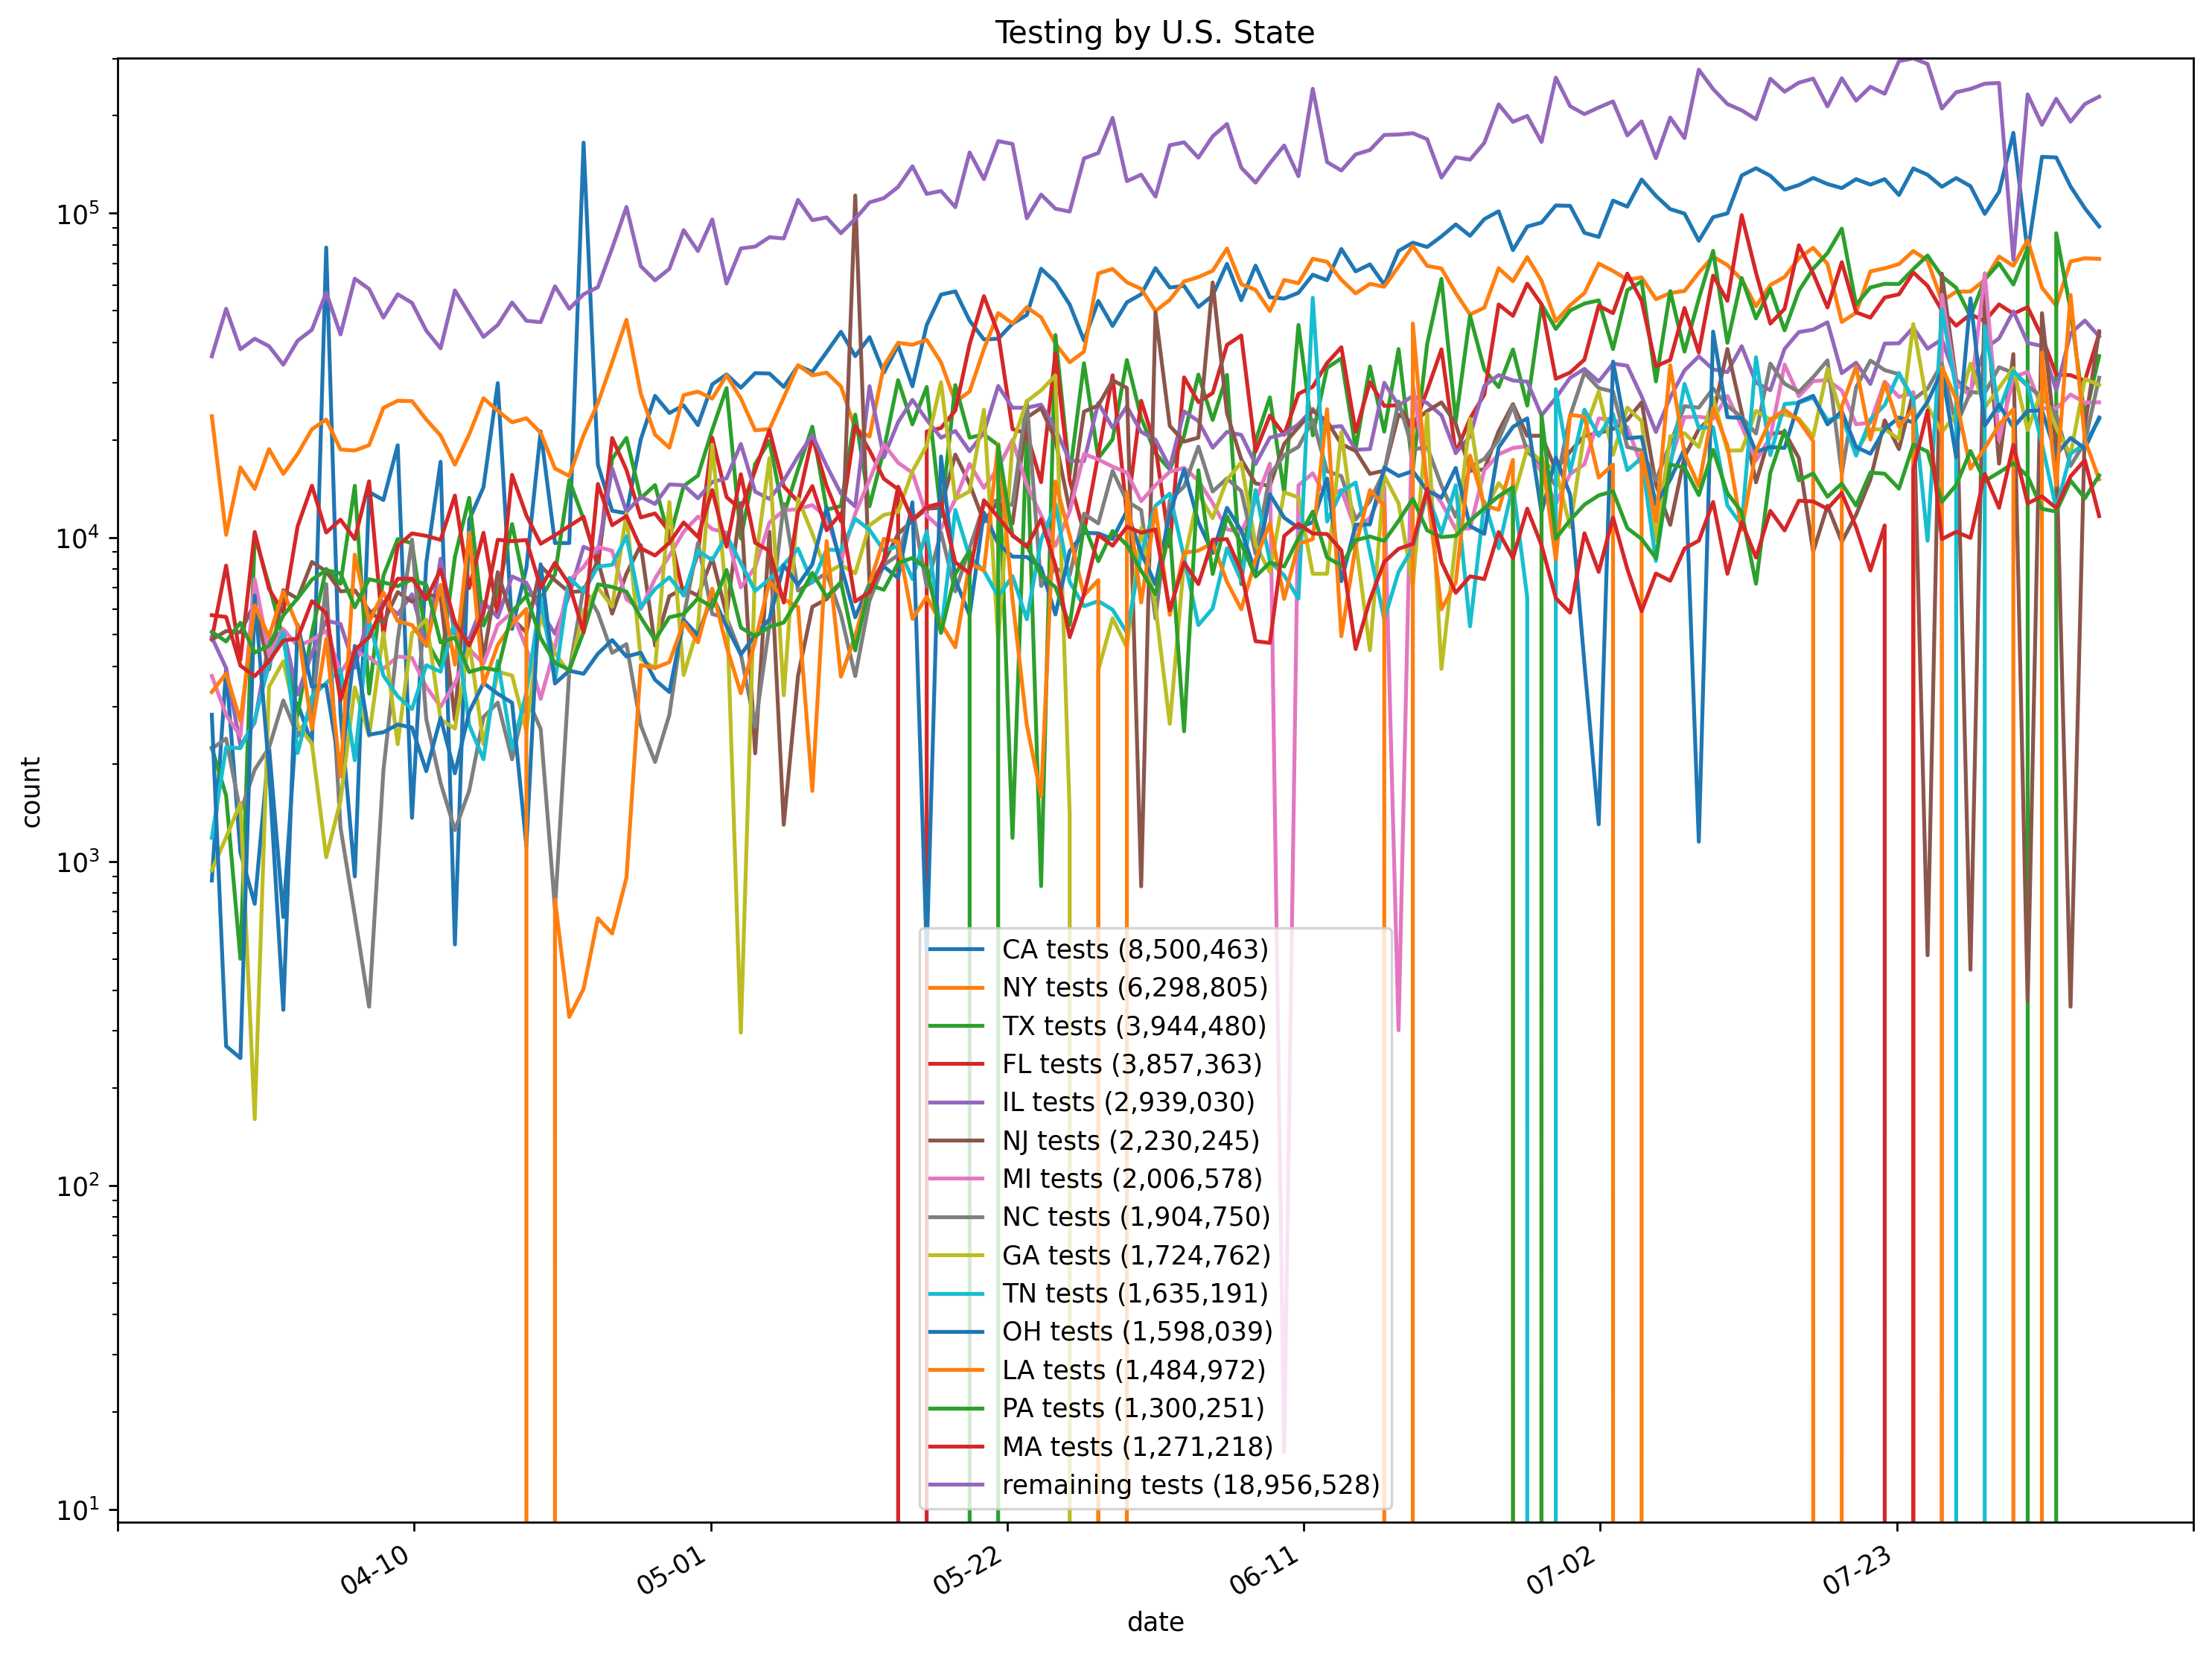 Testing by U.S. State
count
10^5
10^4
10^3
10^2
10^1
CA tests (8,500,463)
NY tests (6,298,805)
TX tests (3,944,480)
FL tests (3,857,363)
IL tests (2,939,030)
NJ tests (2,230,245)
MI tests (2,006,578)
NC tests (1,904,750)
GA tests (1,724,762)
TN tests (1,635,191)
OH tests (1,598,039)
LA tests (1,484,972)
PA tests (1,300,251)
MA tests (1,271,218)
remaining tests (18,956,528)
04-10
05-01
05-22
06-11
07-02
07-23
date